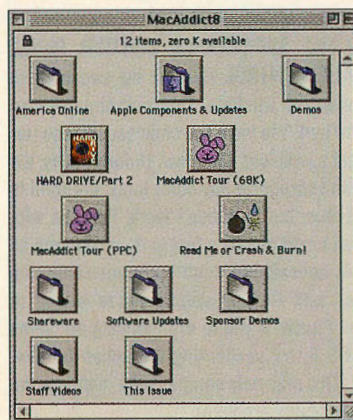 MacAddict8
12 items, zero K available
America Online
Apple Components & Updates
Demos
HARD DRIVE/Part 2
MacAddict Tour (68K)
MacAddict Tour (PPC)
Read Me or Crash & Burn!
Shareware
Software Updates
Sponsor Demos
Staff Videos
This Issue